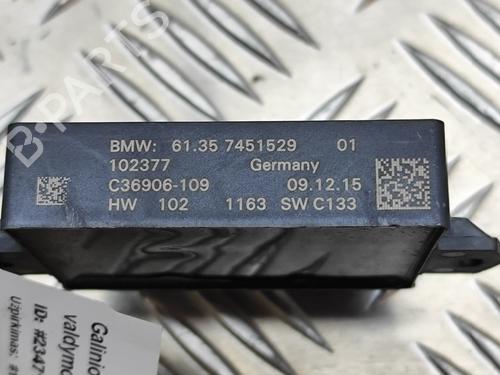 BMW: 61.35 7451529 01
102377 Germany
C36906-109 09.12.15
HW 102 1163 SW C133
B-PARTS
Galinio
valdymo
ID: #2347
Užpirkimas: #